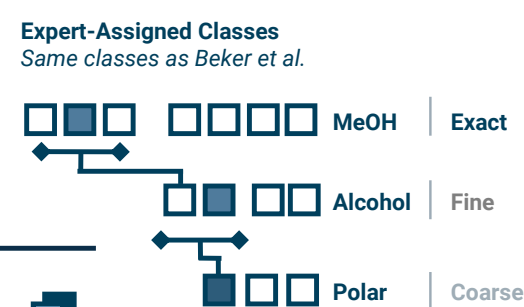 Expert-Assigned Classes
Same classes as Beker et al.
MeOH Exact
Alcohol Fine
Polar Coarse